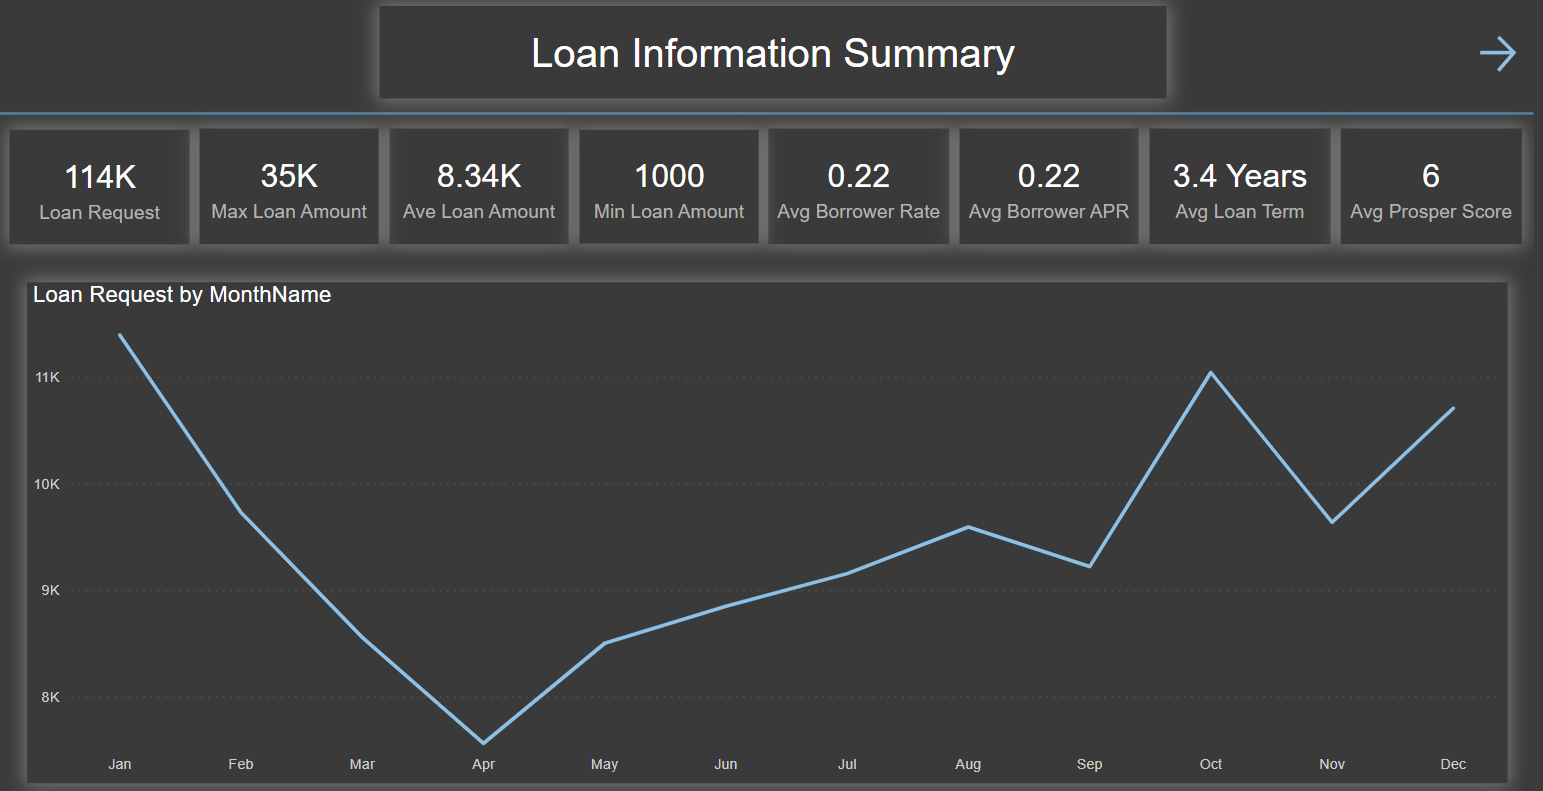 Loan Information Summary
114K
Loan Request
35K
Max Loan Amount
8.34K
Ave Loan Amount
1000
Min Loan Amount
0.22
Avg Borrower Rate
0.22
Avg Borrower APR
3.4 Years
Avg Loan Term
6
Avg Prosper Score
Loan Request by MonthName
11K
10K
9K
8K
Jan Feb Mar Apr May Jun Jul Aug Sep Oct Nov Dec